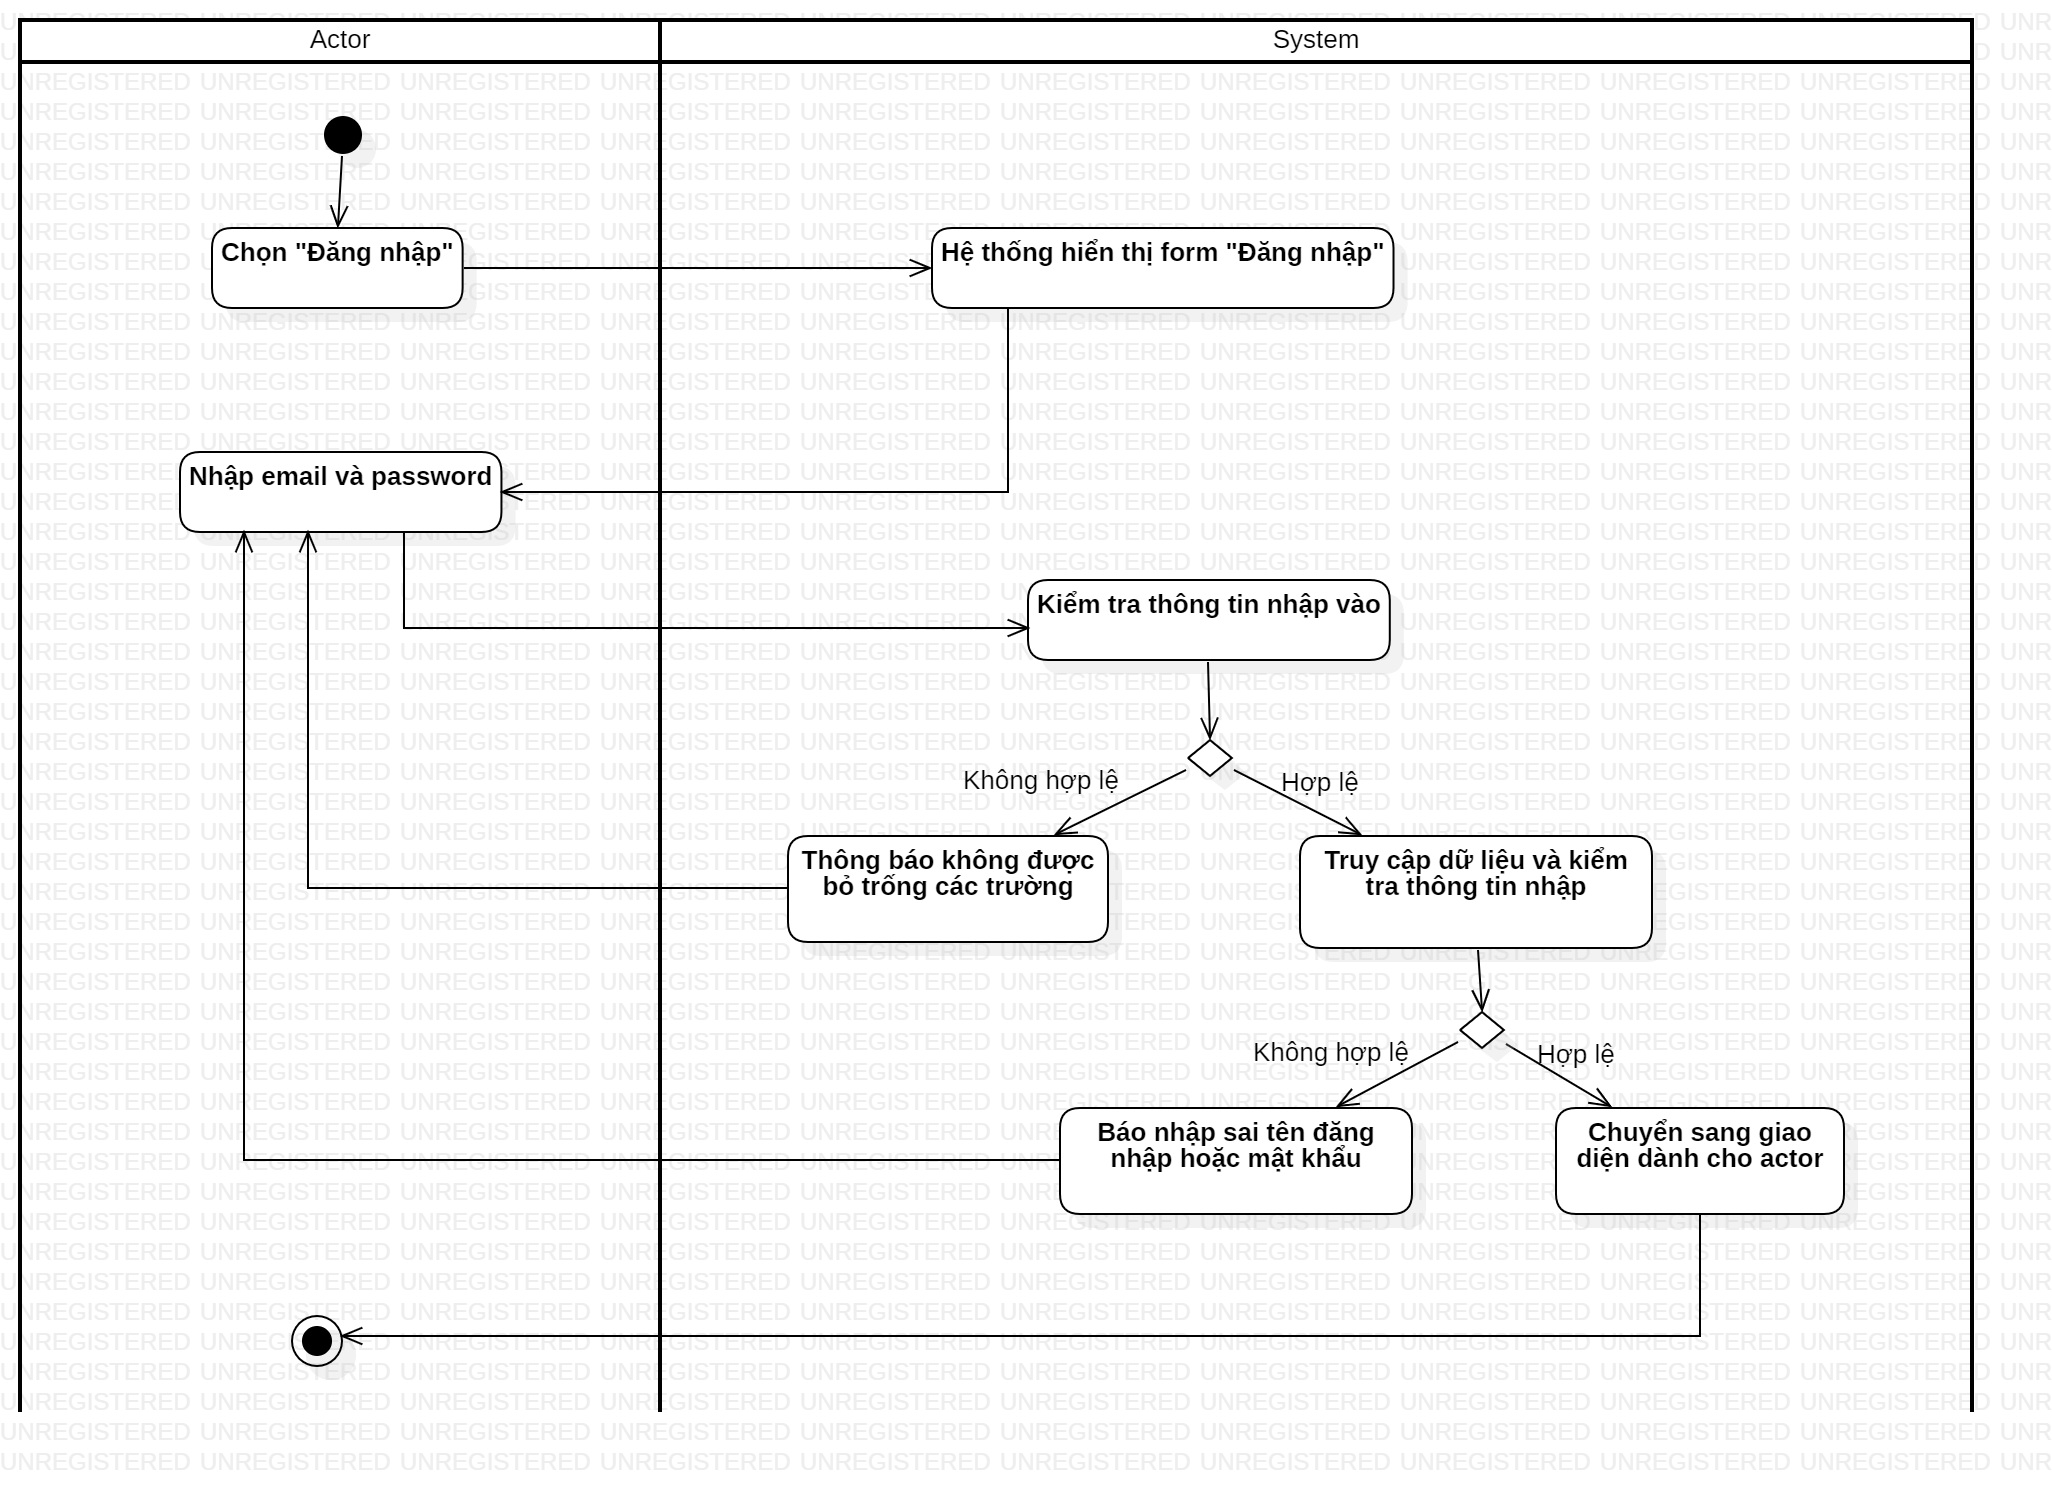 Actor
System
Chọn "Đăng nhập"
Hệ thống hiển thị form "Đăng nhập"
Nhập email và password
Kiểm tra thông tin nhập vào
Không hợp lệ
Hợp lệ
Thông báo không được
bỏ trống các trường
Truy cập dữ liệu và kiểm
tra thông tin nhập
Không hợp lệ
Hợp lệ
Báo nhập sai tên đăng
nhập hoặc mật khẩu
Chuyển sang giao
diện dành cho actor
UNREGISTERED